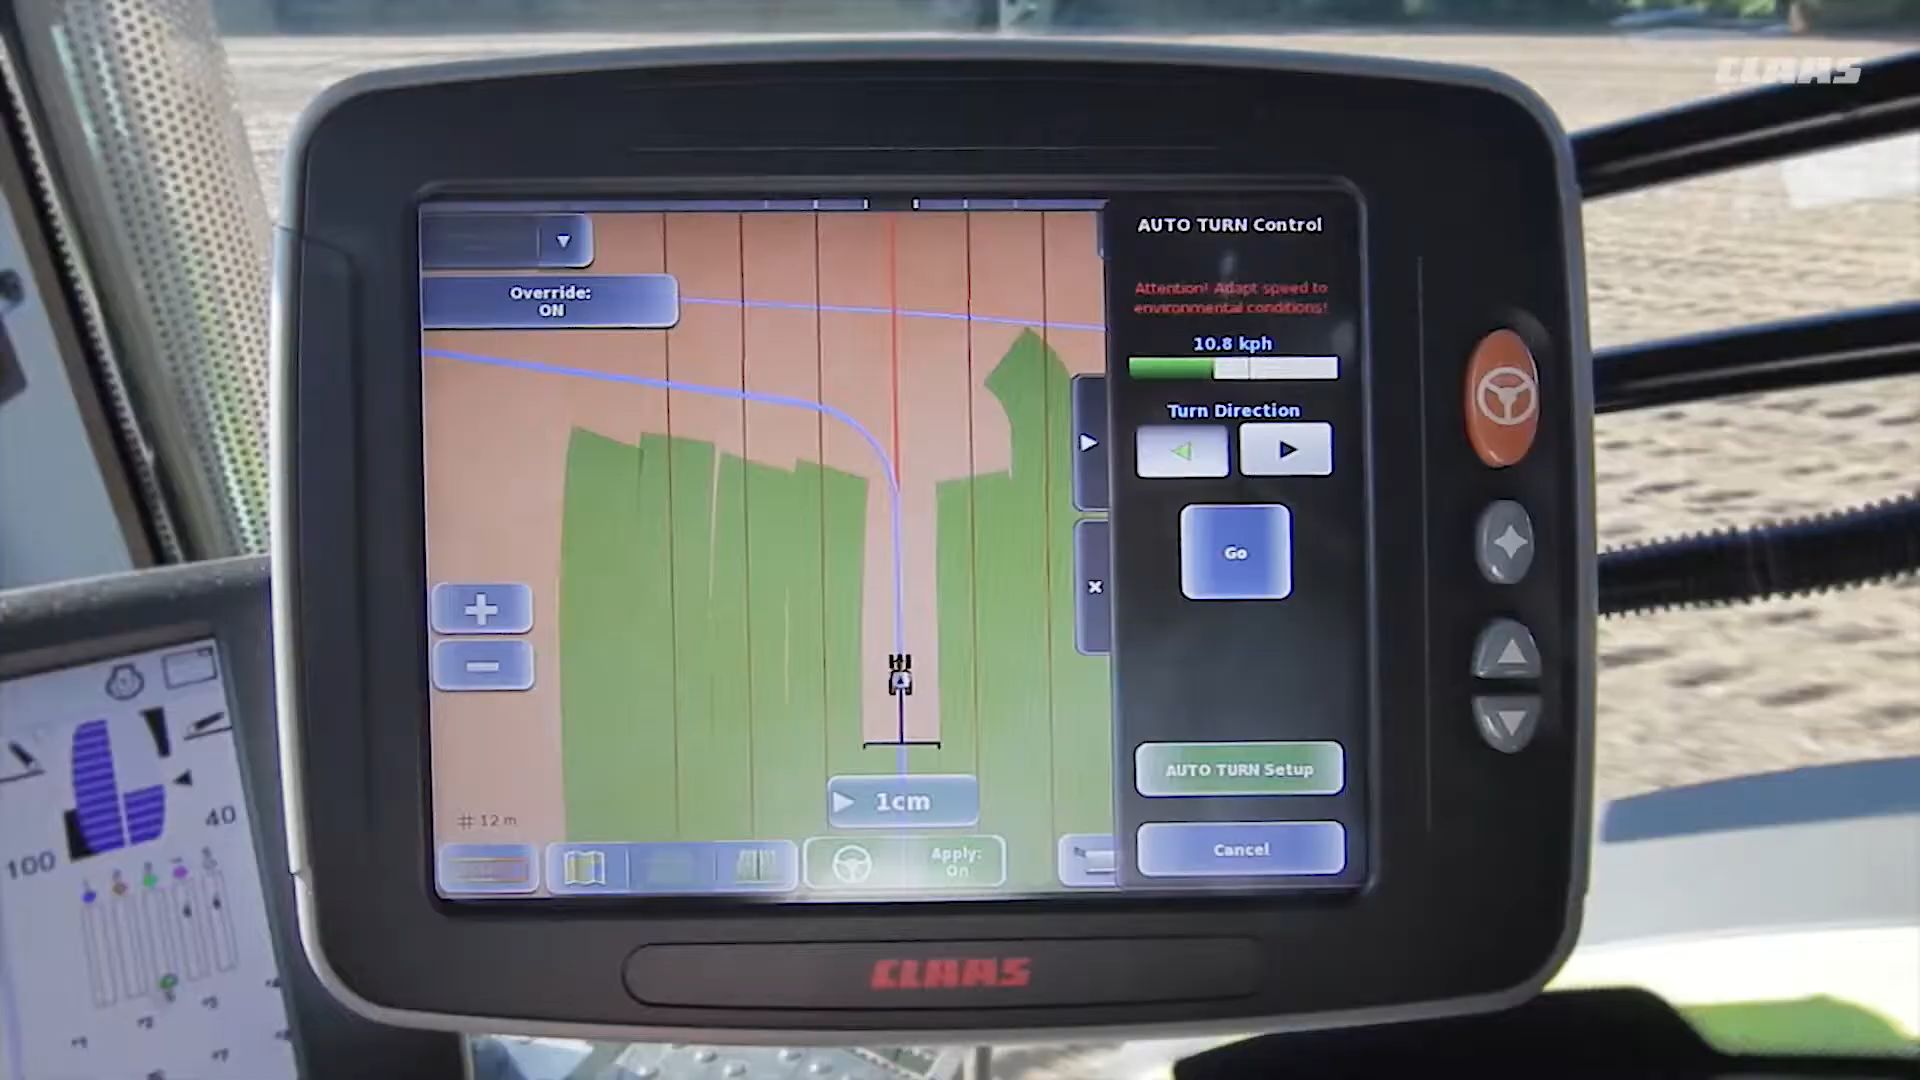 CLAAS
AUTO TURN Control
Attention! Adapt speed to
environmental conditions!
10.8 kph
Turn Direction
Go
AUTO TURN Setup
Cancel
Override:
ON
12 m
1cm
Apply:
On
CLAAS
40
100